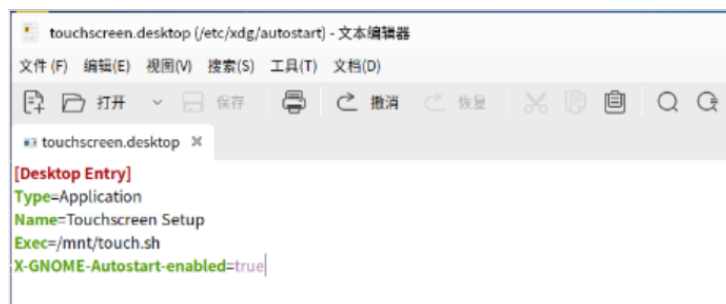 touchscreen.desktop (/etc/xdg/autostart) - 文本编辑器
文件 (F) 编辑(E) 视图(V) 搜索(S) 工具(T) 文档(D)
打开 保存 撤消 恢复
touchscreen.desktop
[Desktop Entry]
Type=Application
Name=Touchscreen Setup
Exec=/mnt/touch.sh
X-GNOME-Autostart-enabled=true